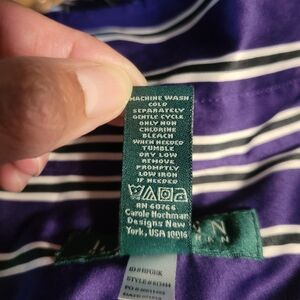 MACHINE WASH
COLD
SEPARATELY
GENTLE CYCLE
ONLY NON
CHLORINE
BLEACH
WHEN NEEDED
TUMBLE
DRY LOW
REMOVE
PROMPTLY
LOW IRON
IF NEEDED
RN 60766
Carole Hochman
Designs New
York, USA 10016